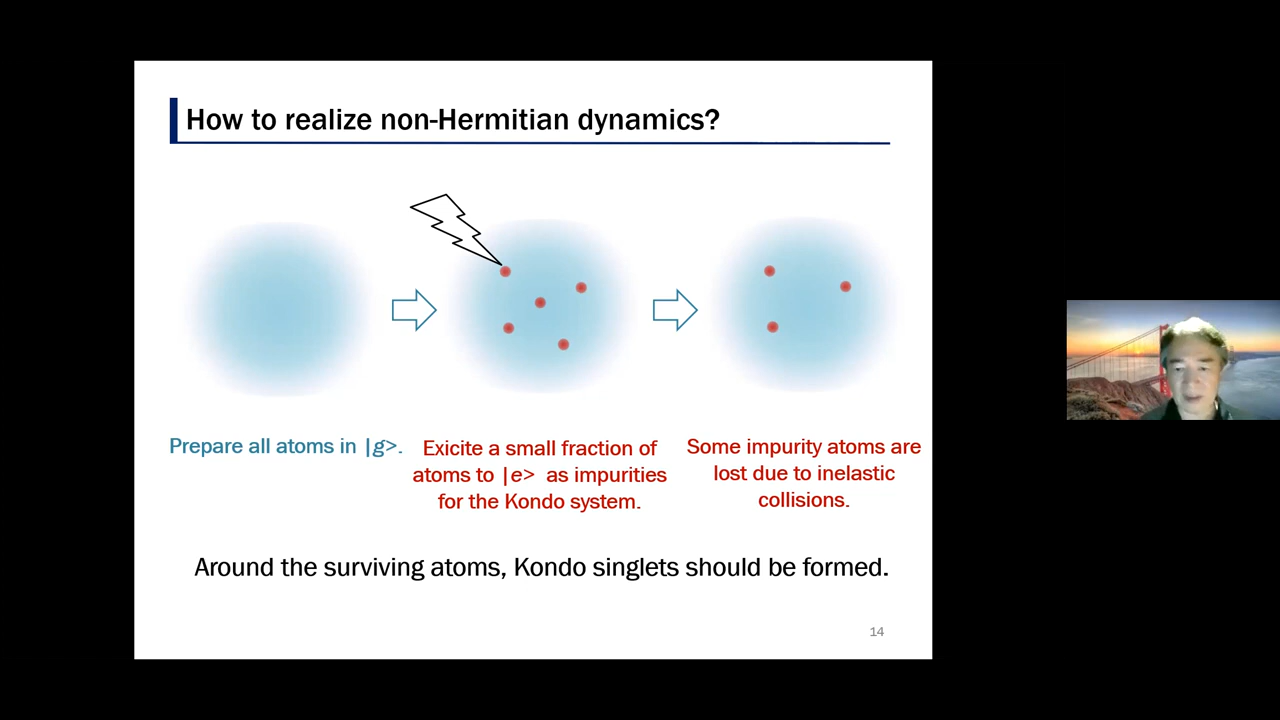 How to realize non-Hermitian dynamics?
Prepare all atoms in |g>.
Exicite a small fraction of
atoms to |e> as impurities
for the Kondo system.
Some impurity atoms are
lost due to inelastic
collisions.
Around the surviving atoms, Kondo singlets should be formed.
14